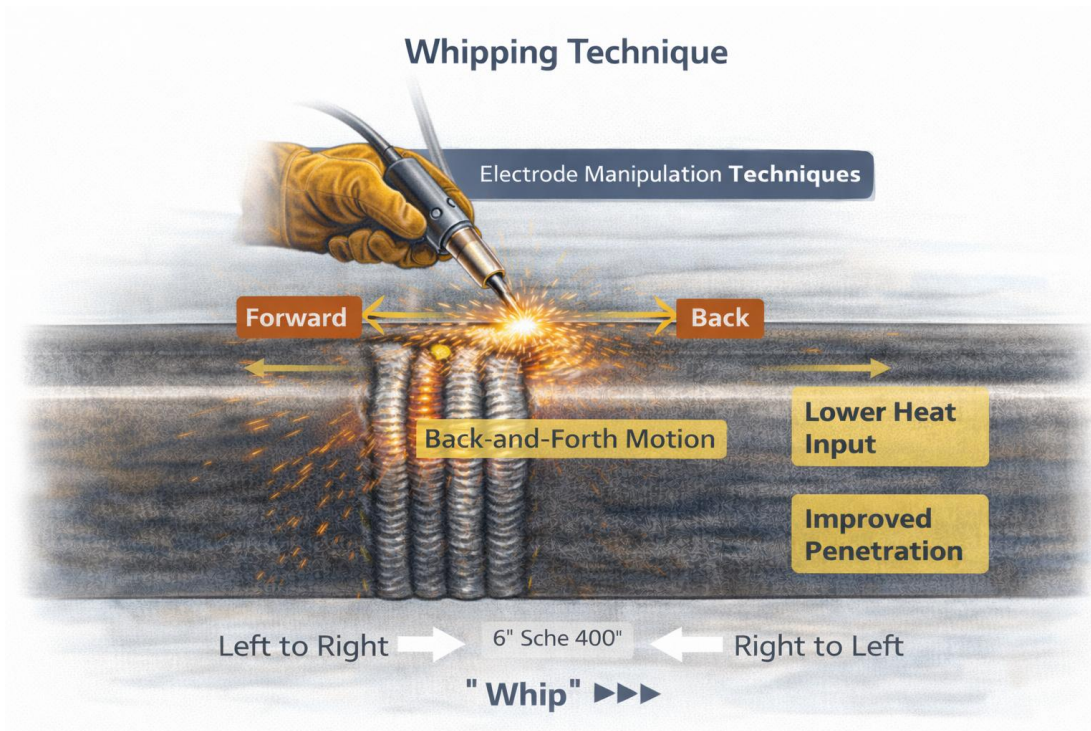 Whipping Technique
Electrode Manipulation Techniques
Forward
Back
Back-and-Forth Motion
Lower Heat
Input
Improved
Penetration
Left to Right
6" Sche 400"
Right to Left
"Whip"